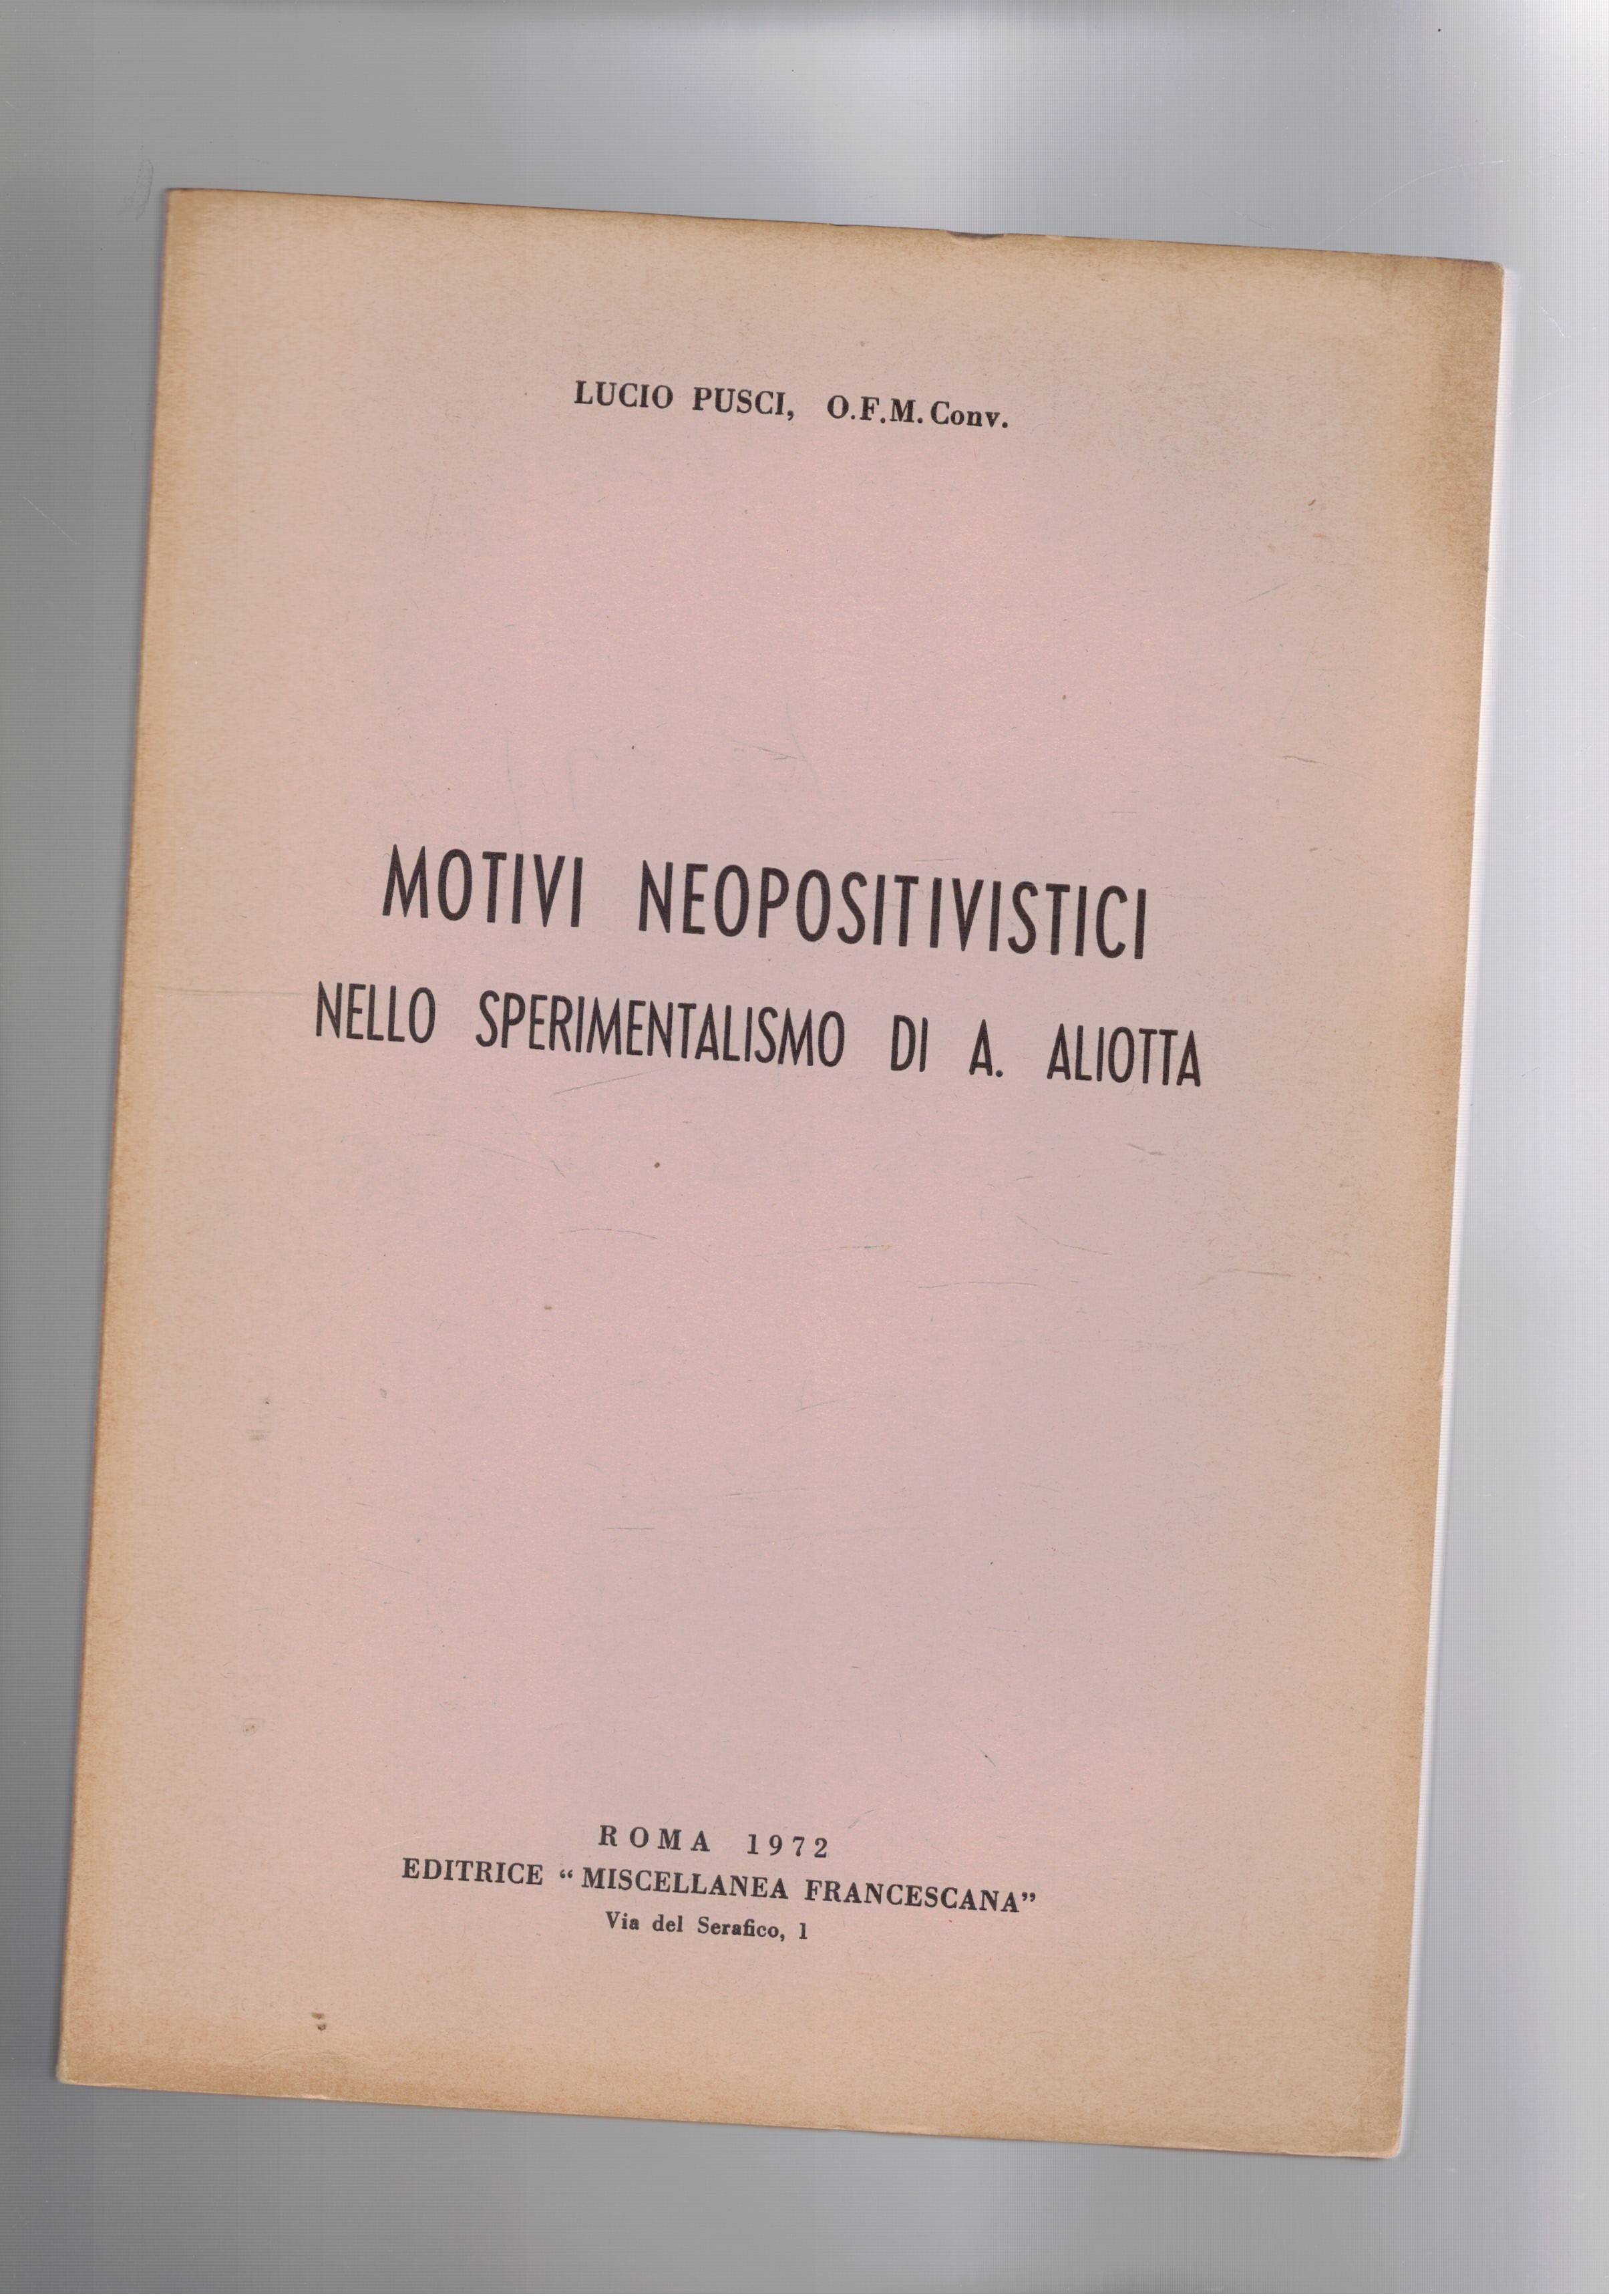 LUCIO PUSCI, O.F.M. Conv.
MOTIVI NEOPOSITIVISTICI
NELLO SPERIMENTALISMO DI A. ALIOTTA
ROMA 1972
EDITRICE “MISCELLANEA FRANCESCANA”
Via del Serafico, 1